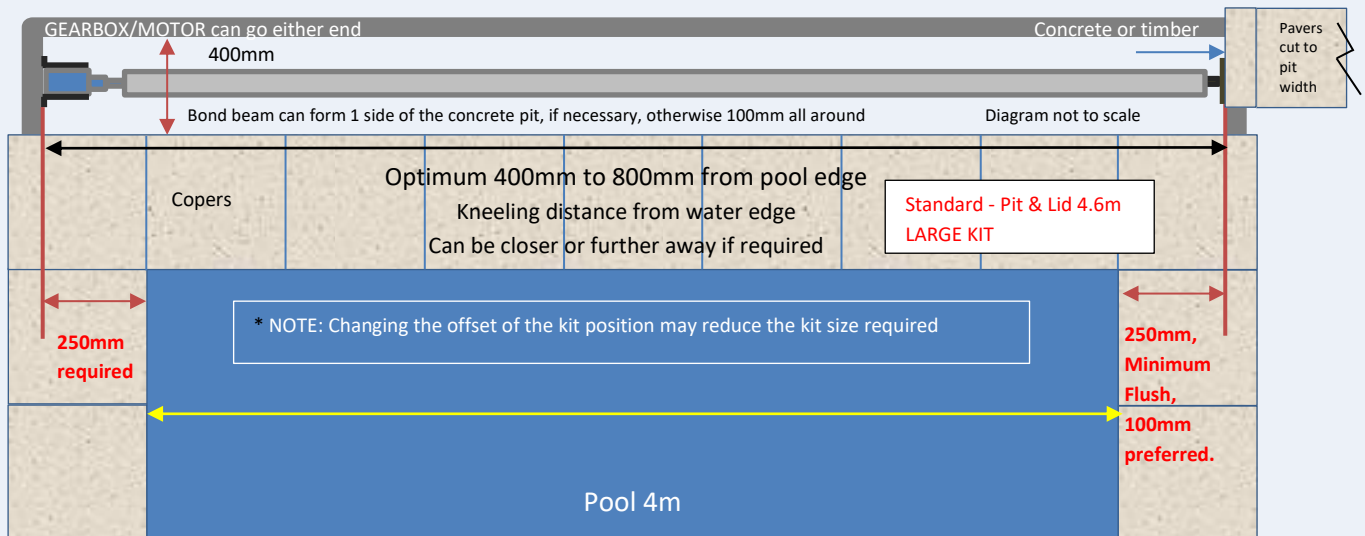 GEARBOX/MOTOR can go either end
Concrete or timber
Pavers
cut to
pit
width
400mm
Bond beam can form 1 side of the concrete pit, if necessary, otherwise 100mm all around
Diagram not to scale
Optimum 400mm to 800mm from pool edge
Kneeling distance from water edge
Can be closer or further away if required
Copers
Standard - Pit & Lid 4.6m
LARGE KIT
* NOTE: Changing the offset of the kit position may reduce the kit size required
250mm
required
250mm,
Minimum
Flush,
100mm
preferred.
Pool 4m